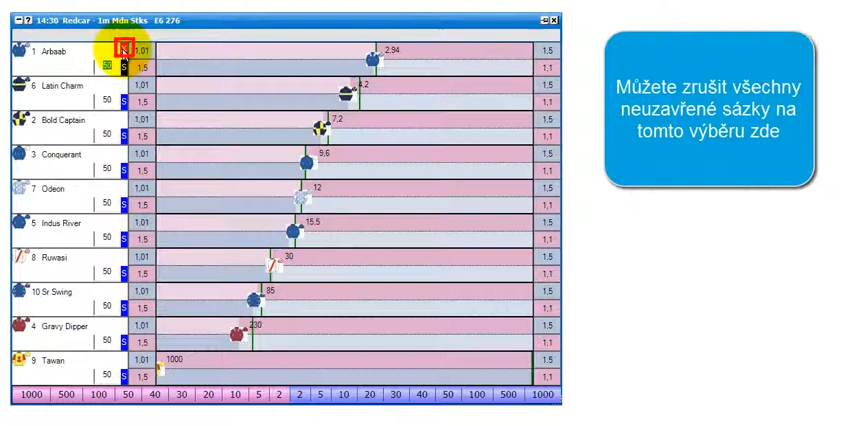 14:30 Redcar - 1m Mdn Stks £6 276
1 Arbaab 1,01 2.94 1,5
50 S 1,5 1,1
6 Latin Charm 1,01 4,2 1,5
50 S 1,5 1,1
2 Bold Captain 1,01 7,2 1,5
50 S 1,5 1,1
3 Conquerant 1,01 9,6 1,5
50 S 1,5 1,1
7 Odeon 1,01 12 1,5
50 S 1,5 1,1
5 Indus River 1,01 15.5 1,5
50 S 1,5 1,1
8 Ruwasi 1,01 30 1,5
50 S 1,5 1,1
10 Sr Swing 1,01 85 1,5
50 S 1,5 1,1
4 Gravy Dipper 1,01 230 1,5
50 S 1,5 1,1
9 Tawan 1,01 1000 1.5
50 S 1,5 1,1
1000 500 100 50 40 30 20 10 5 2 2 5 10 20 30 40 50 100 500 1000
Můžete zrušit všechny
neuzavřené sázky na
tomto výběru zde